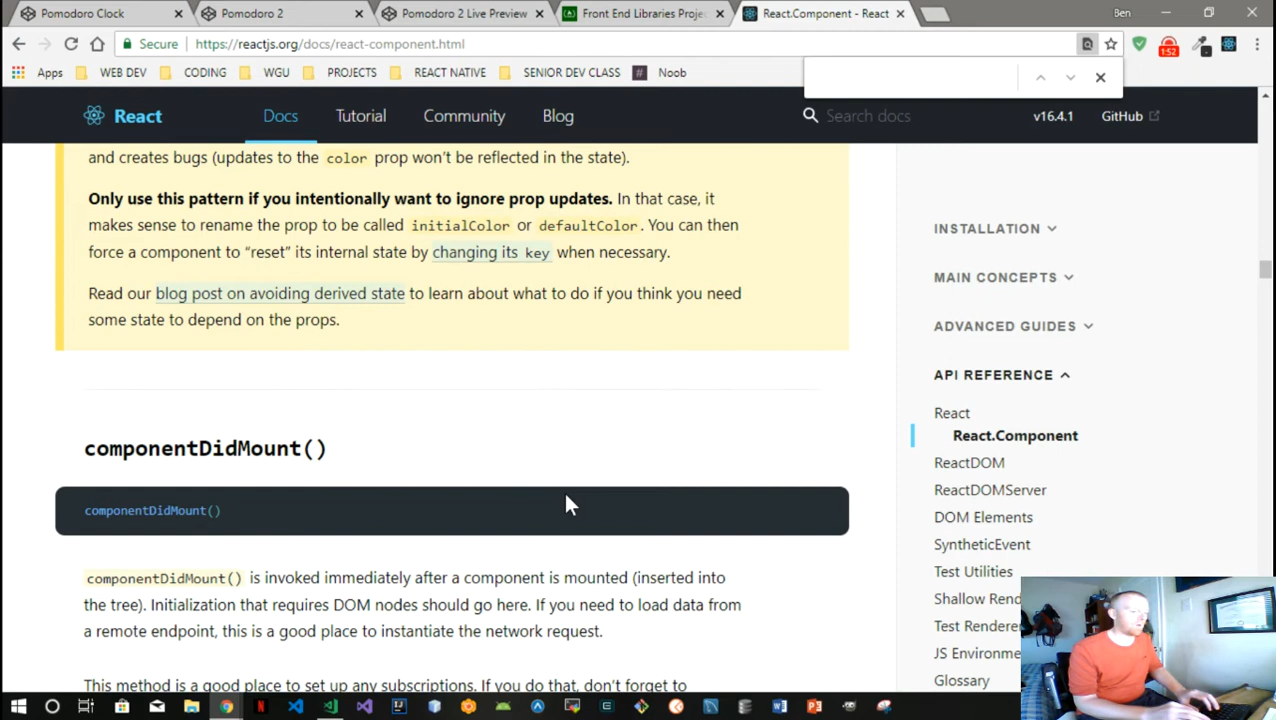 Pomodoro Clock
Pomodoro 2
Pomodoro 2 Live Preview
Front End Libraries Proje
React.Component - React
Ben
Secure
https://reactjs.org/docs/react-component.html
1:52
Apps
WEB DEV
CODING
WGU
PROJECTS
REACT NATIVE
SENIOR DEV CLASS
Noob
React
Docs
Tutorial
Community
Blog
Search docs
v16.4.1
GitHub
and creates bugs (updates to the color prop won't be reflected in the state).
Only use this pattern if you intentionally want to ignore prop updates. In that case, it
makes sense to rename the prop to be called initialColor or defaultColor. You can then
force a component to “reset” its internal state by changing its key when necessary.
Read our blog post on avoiding derived state to learn about what to do if you think you need
some state to depend on the props.
componentDidMount()
componentDidMount()
componentDidMount() is invoked immediately after a component is mounted (inserted into
the tree). Initialization that requires DOM nodes should go here. If you need to load data from
a remote endpoint, this is a good place to instantiate the network request.
This method is a good place to set up any subscriptions. If you do that, don't forget to
INSTALLATION
MAIN CONCEPTS
ADVANCED GUIDES
API REFERENCE
React
React.Component
ReactDOM
ReactDOMServer
DOM Elements
SyntheticEvent
Test Utilities
Shallow Rend
Test Rendere
JS Environme
Glossary